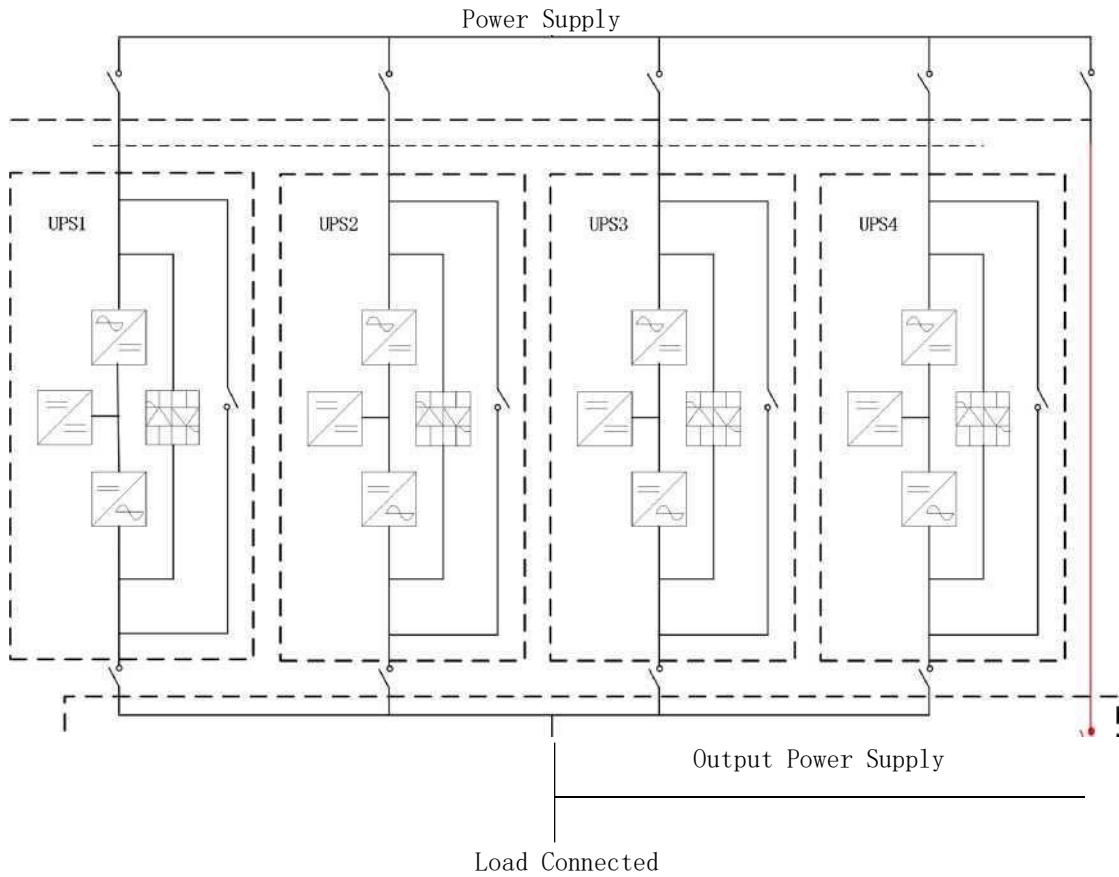 Power Supply
UPS1
UPS2
UPS3
UPS4
Output Power Supply
Load Connected